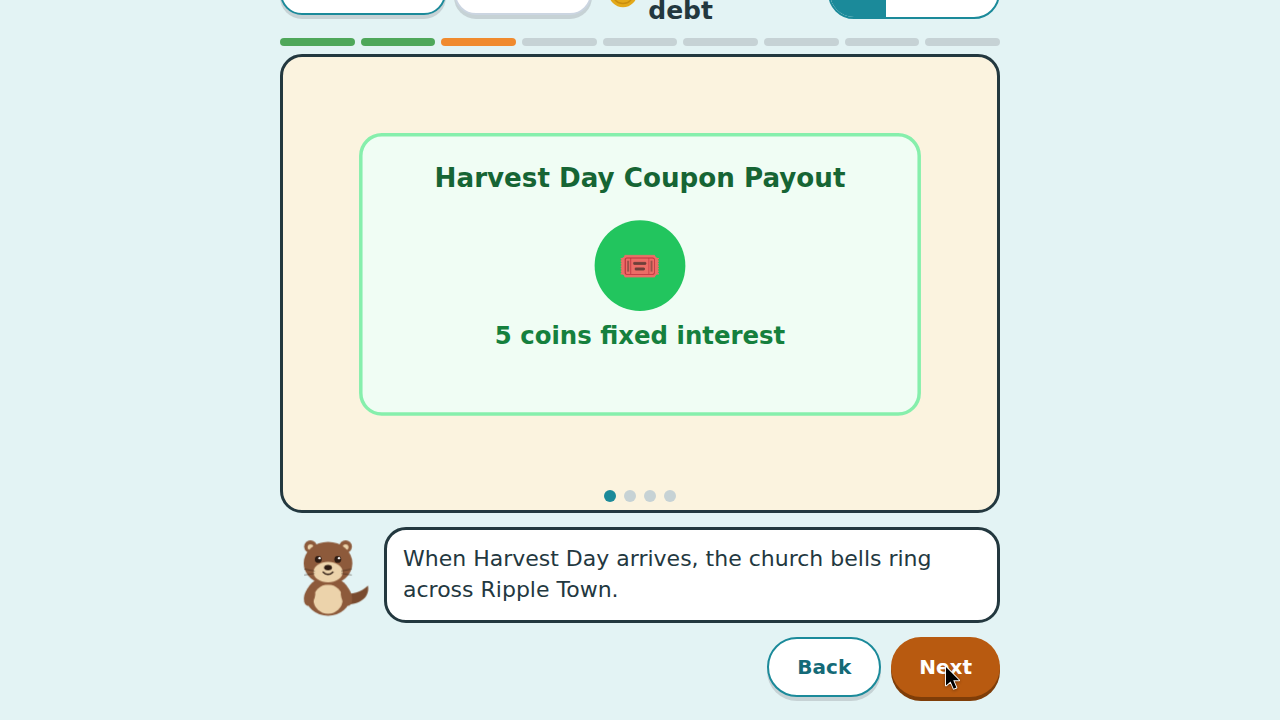 debt
Harvest Day Coupon Payout
5 coins fixed interest
When Harvest Day arrives, the church bells ring
across Ripple Town.
Back
Next